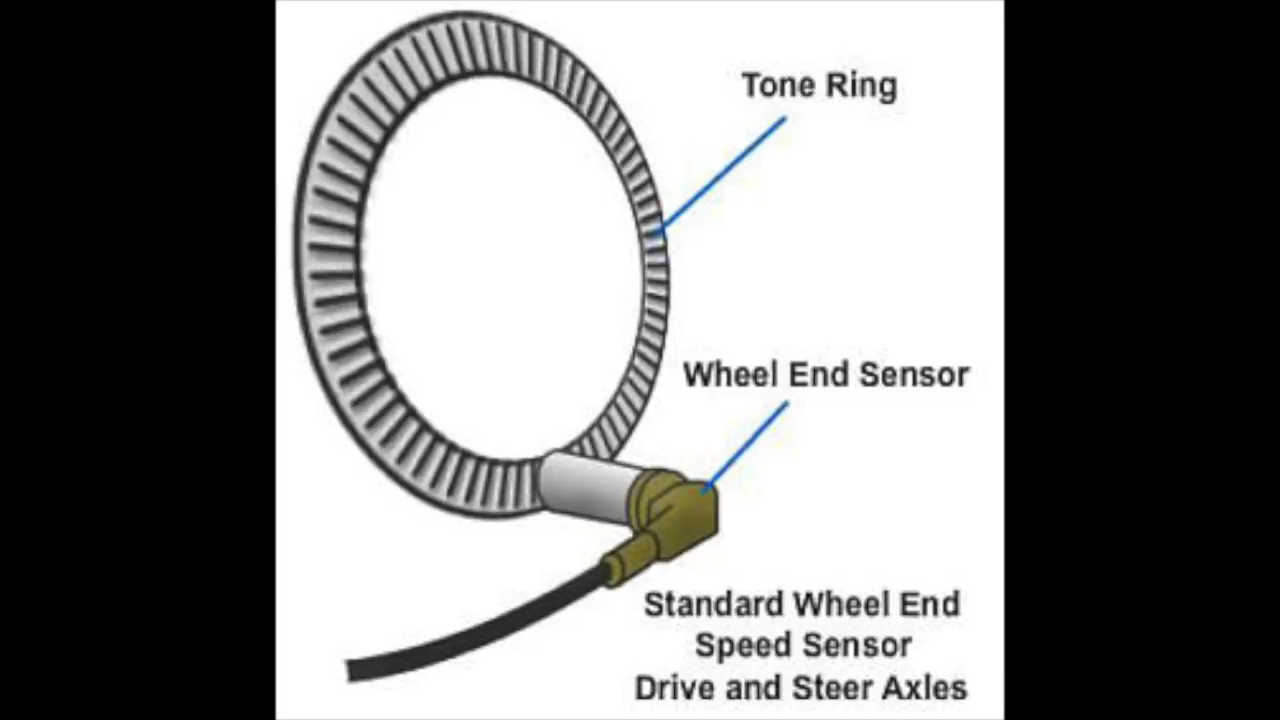 Tone Ring
Wheel End Sensor
Standard Wheel End
Speed Sensor
Drive and Steer Axles